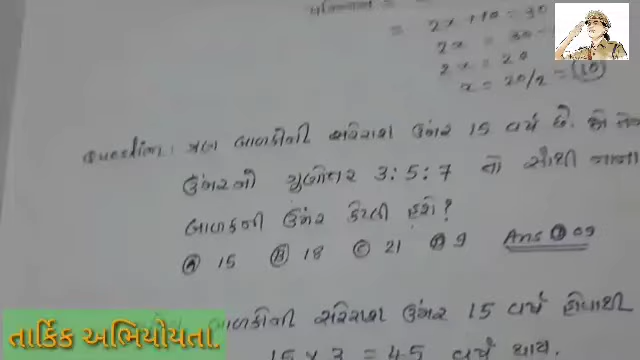 = 2x + 10 = 30
2x = 30 -
2x = 20
x = 20/2 = 10
Question: ત્રણ બાળકોની સરેરાશ ઉંમર 15 વર્ષ છે. જો તેમ
ઉંમરનો ગુણોત્તર 3:5:7 તો સૌથી નાના
બાળકની ઉંમર કેટલી હશે?
Ⓐ 15 Ⓑ 18 Ⓒ 21 Ⓓ 9 Ans Ⓓ 09
બાળકોની સરેરાશ ઉંમર 15 વર્ષ હોવાથી
15 x 3 = 45 વર્ષ થાય.
તાર્કિક અભિયોયતા.